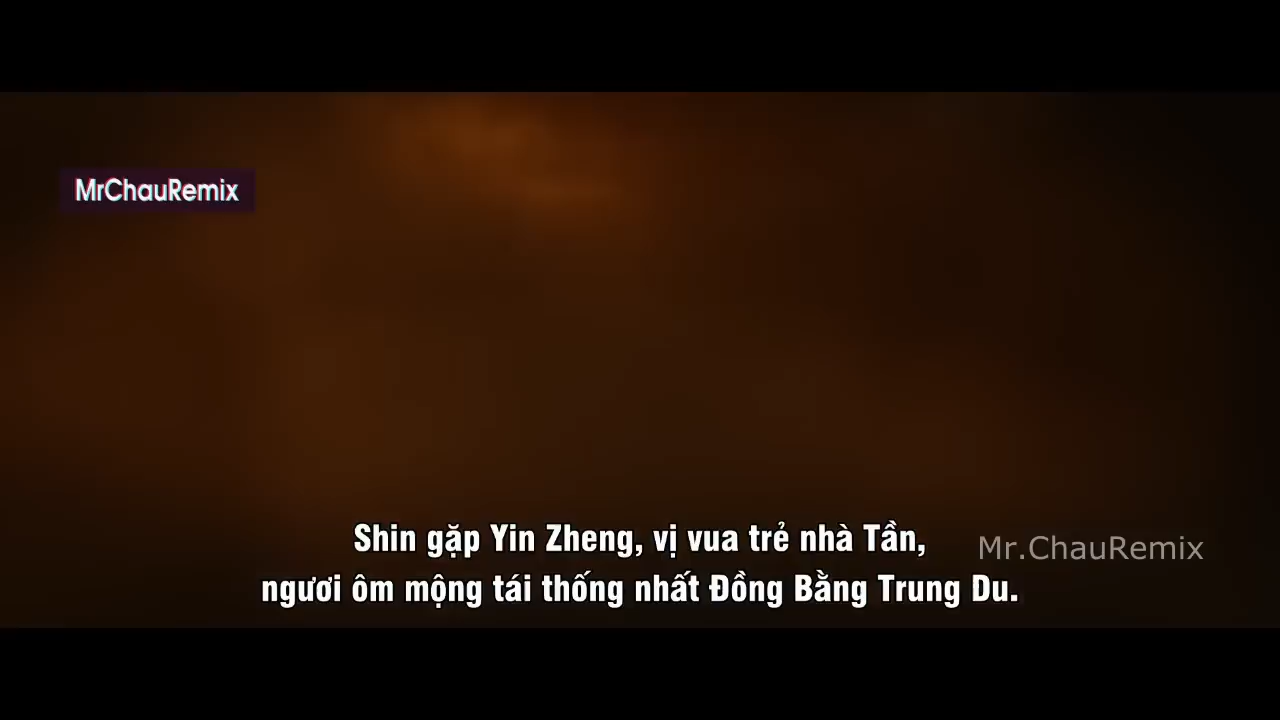 MrChauRemix
Shin gặp Yin Zheng, vị vua trẻ nhà Tần,
Mr.ChauRemix
ngươi ôm mộng tái thống nhất Đồng Bằng Trung Du.